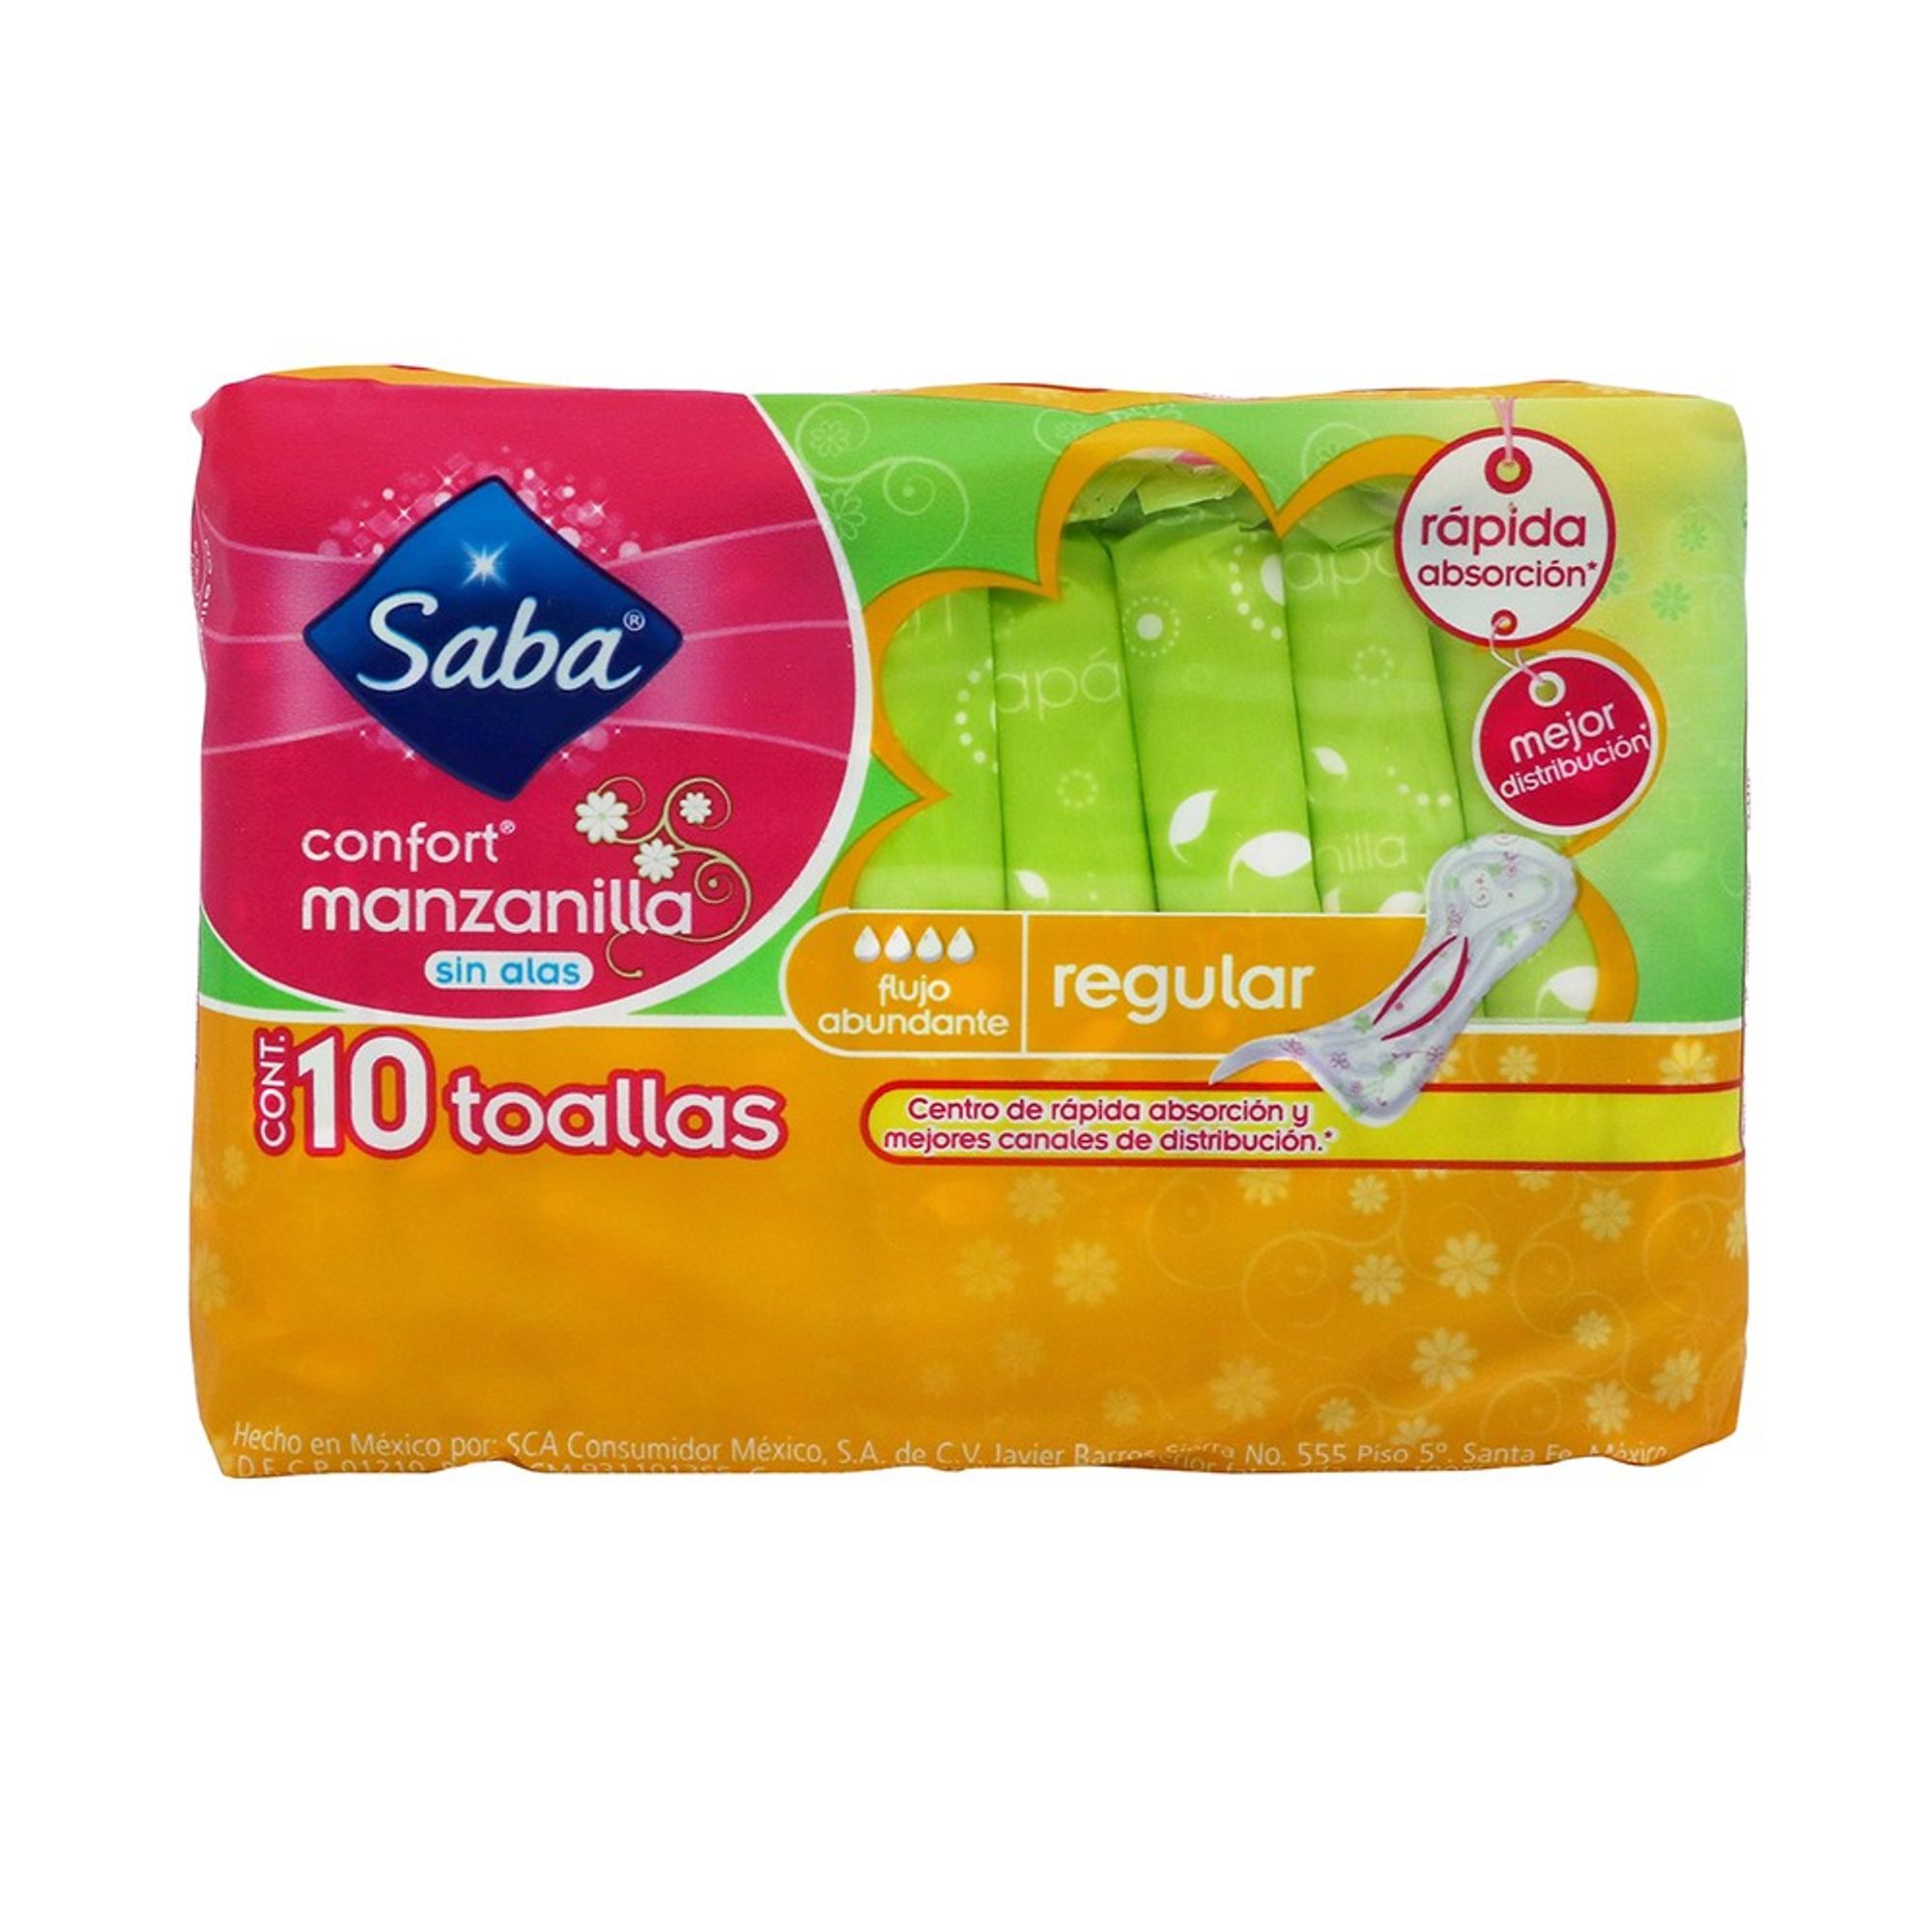 Saba®
confort®
manzanilla
sin alas
CONT. 10 toallas
rápida
absorción*
mejor
distribución*
apá
nilla
flujo
abundante
regular
Centro de rápida absorción y
mejores canales de distribución.*
Hecho en México por: SCA Consumidor México, S.A. de C.V. Javier Barros Sierra No. 555 Piso 5°, Santa Fe, México